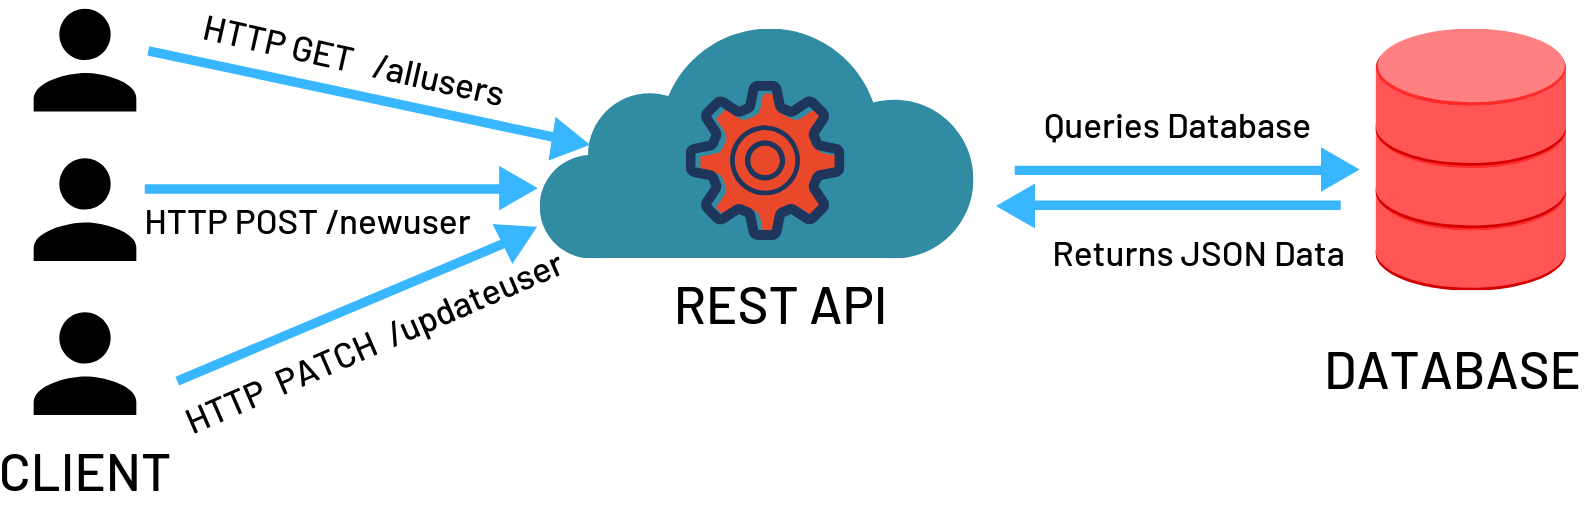 HTTP GET /allusers
HTTP POST /newuser
HTTP PATCH /updateuser
CLIENT
REST API
Queries Database
Returns JSON Data
DATABASE